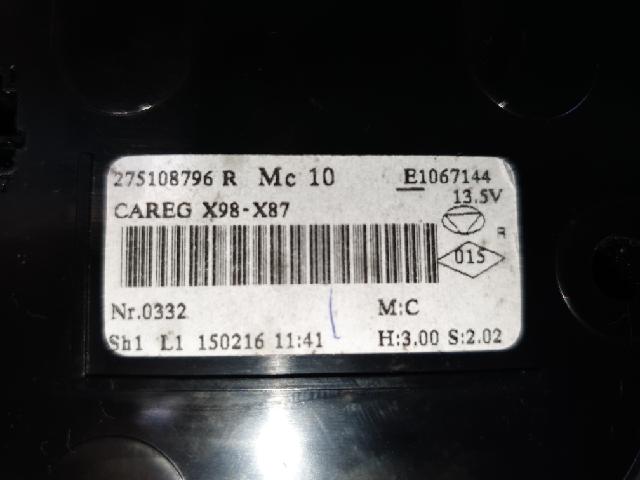 275108796 R Mc 10 E1067144
13.5V
CAREG X98-X87
R
015
Nr.0332 M:C
Sh1 L1 150216 11:41 H:3.00 S:2.02